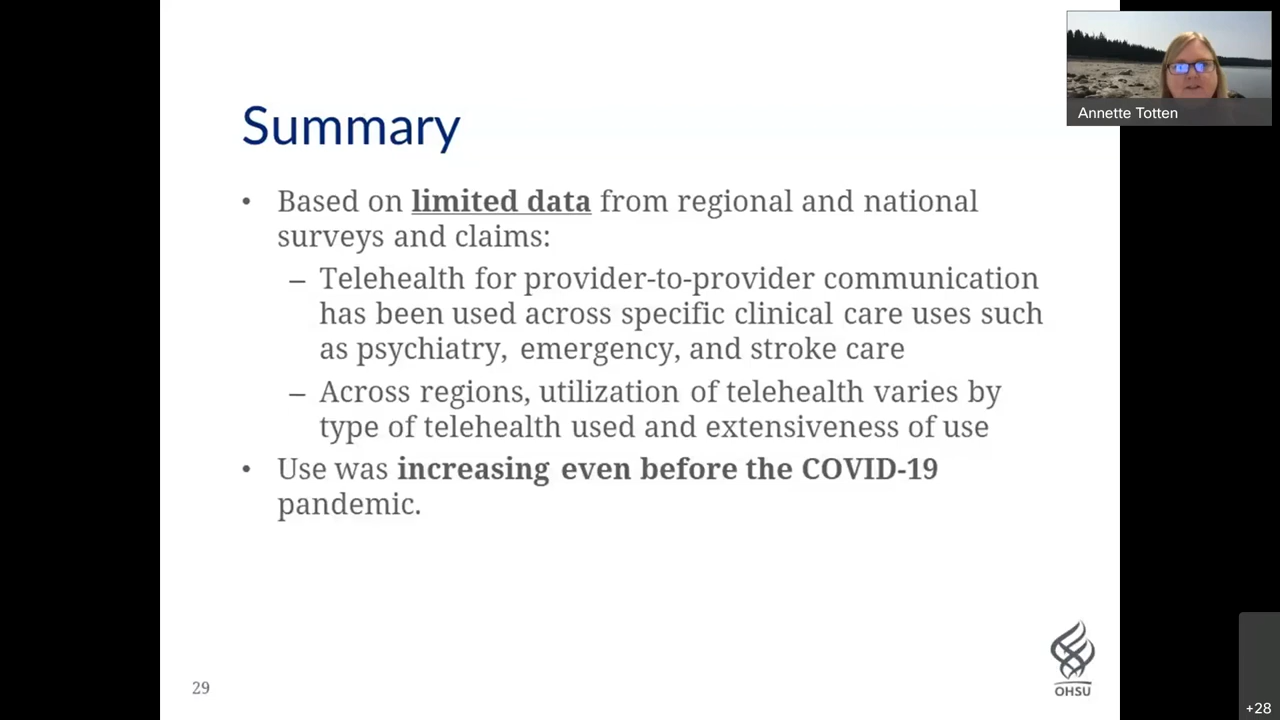 Annette Totten
Summary
• Based on limited data from regional and national
surveys and claims:
– Telehealth for provider-to-provider communication
has been used across specific clinical care uses such
as psychiatry, emergency, and stroke care
– Across regions, utilization of telehealth varies by
type of telehealth used and extensiveness of use
• Use was increasing even before the COVID-19
pandemic.
29
OHSU
+28